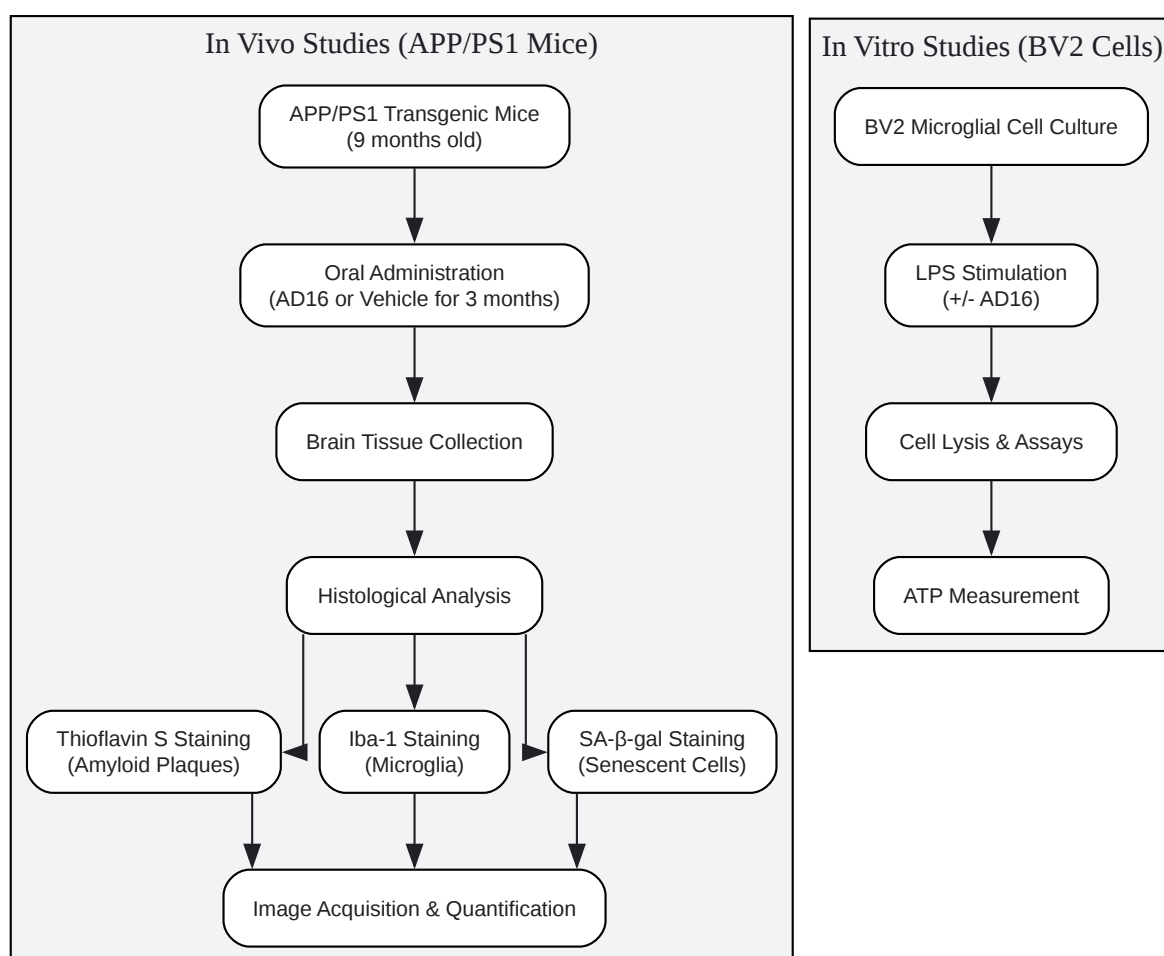 In Vivo Studies (APP/PS1 Mice)
APP/PS1 Transgenic Mice
(9 months old)
Oral Administration
(AD16 or Vehicle for 3 months)
Brain Tissue Collection
Histological Analysis
Thioflavin S Staining
(Amyloid Plaques)
Iba-1 Staining
(Microglia)
SA-β-gal Staining
(Senescent Cells)
Image Acquisition & Quantification
In Vitro Studies (BV2 Cells)
BV2 Microglial Cell Culture
LPS Stimulation
(+/- AD16)
Cell Lysis & Assays
ATP Measurement